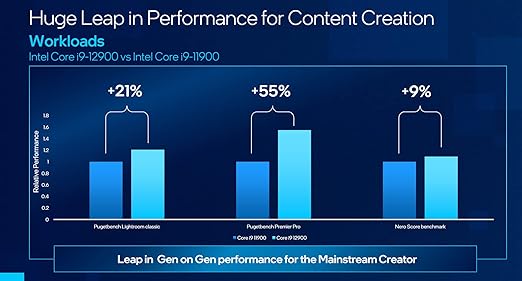 Huge Leap in Performance for Content Creation
Workloads
Intel Core i9-12900 vs Intel Core i9-11900
+21%
+55%
+9%
Relative Performance
1.8
1.6
1.4
1.2
1
0.8
0.6
0.4
0.2
0
Pugetbench Lightroom classic
Pugetbench Premier Pro
Nero Score benchmark
Core i9 11900
Core i9 12900
Leap in Gen on Gen performance for the Mainstream Creator